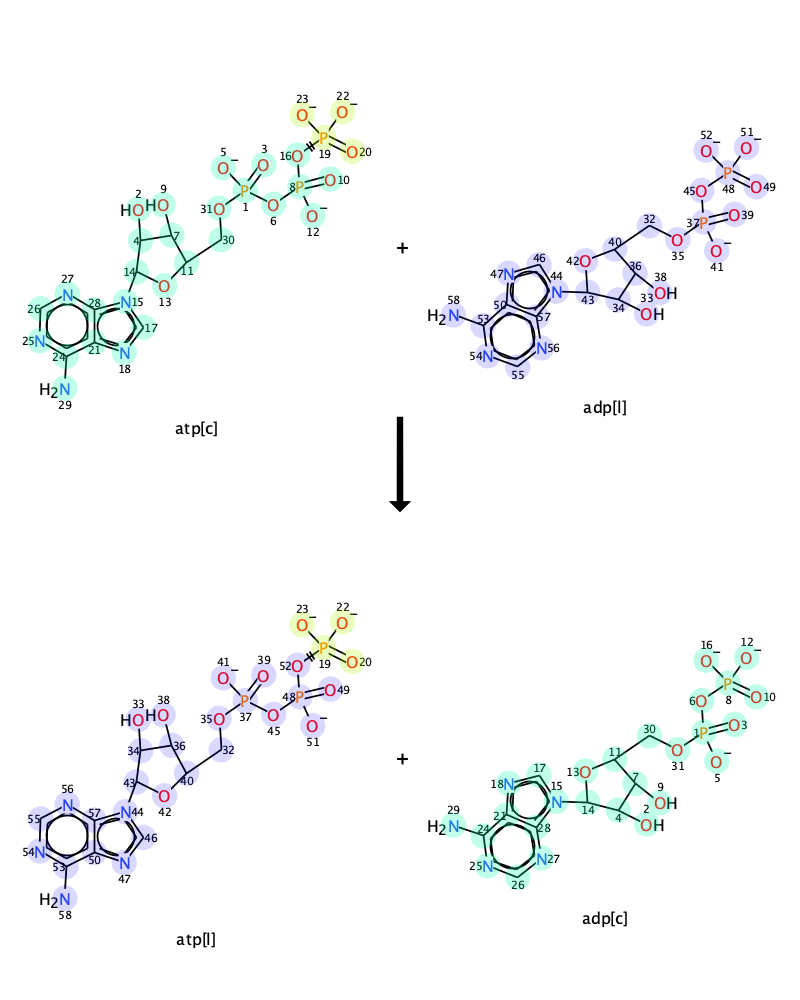 23
22
O−
O−
5
3
16
P
19
O
20
O−
O
O
8
P
O
10
2
9
HO
HO
31
O
P
1
O
6
O−
12
4
7
30
14
11
O
13
27
N
28
N
15
26
25
N
21
17
N
18
24
H2N
29
atp[c]
+
52
51
O−
O−
45
O
P
48
O
49
32
37
P
O
39
O
35
O−
41
40
46
42
O
36
47
N
44
N
38
OH
43
33
34
OH
58
H2N
50
57
53
54
N
N
56
55
adp[l]
23
22
O−
O−
41
39
52
O
P
19
O
20
O−
O
48
P
O
49
33
38
HO
HO
35
O
P
37
O
45
O−
51
34
36
32
43
40
O
42
56
N
57
N
44
55
54
N
50
46
N
47
53
H2N
58
atp[l]
+
16
12
O−
O−
6
O
P
8
O
10
30
1
P
O
3
O
31
O−
5
11
17
13
O
7
18
N
15
N
9
OH
14
2
4
OH
29
H2N
21
28
24
25
N
N
27
26
adp[c]